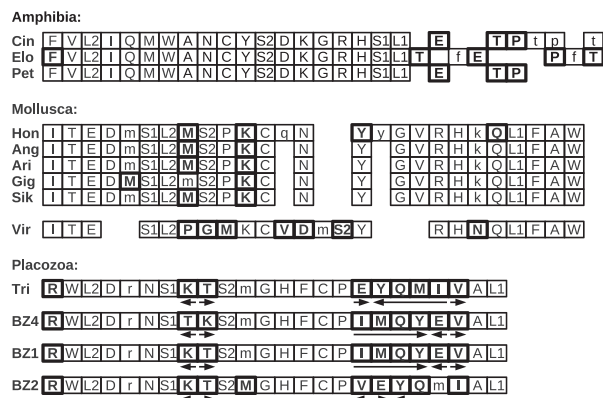 Amphibia:
Cin F V L2 I Q M W A N C Y S2 D K G R H S1 L1 E T P t p t
Elo F V L2 I Q M W A N C Y S2 D K G R H S1 L1 T f E P f T
Pet F V L2 I Q M W A N C Y S2 D K G R H S1 L1 E T P
Mollusca:
Hon I T E D m S1 L2 M S2 P K C q N Y y G V R H k Q L1 F A W
Ang I T E D m S1 L2 M S2 P K C N Y G V R H k Q L1 F A W
Ari I T E D m S1 L2 M S2 P K C N Y G V R H k Q L1 F A W
Gig I T E D M S1 L2 m S2 P K C N Y G V R H k Q L1 F A W
Sik I T E D m S1 L2 M S2 P K C N Y G V R H k Q L1 F A W
Vir I T E S1 L2 P G M K C V D m S2 Y R H N Q L1 F A W
Placozoa:
Tri R W L2 D r N S1 K T S2 m G H F C P E Y Q M I V A L1
BZ4 R W L2 D r N S1 T K S2 m G H F C P I M Q Y E V A L1
BZ1 R W L2 D r N S1 K T S2 m G H F C P I M Q Y E V A L1
BZ2 R W L2 D r N S1 K T S2 M G H F C P V E Y Q m I A L1